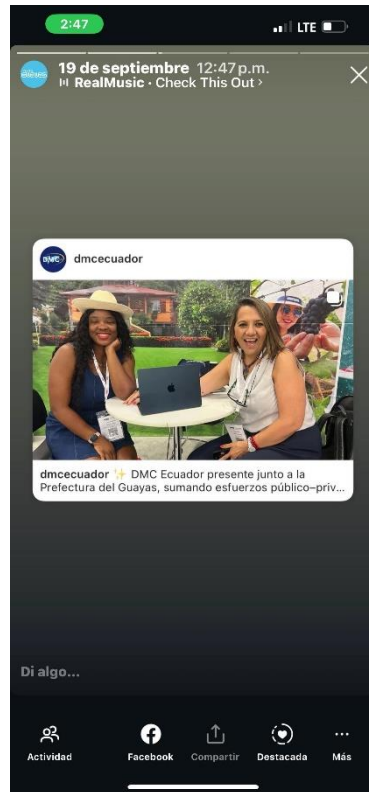 2:47
LTE
19 de septiembre 12:47 p.m.
RealMusic · Check This Out ›
DMC
dmcecuador
dmcecuador ✨ DMC Ecuador presente junto a la
Prefectura del Guayas, sumando esfuerzos público–priv...
Di algo...
Actividad
Facebook
Compartir
Destacada
Más